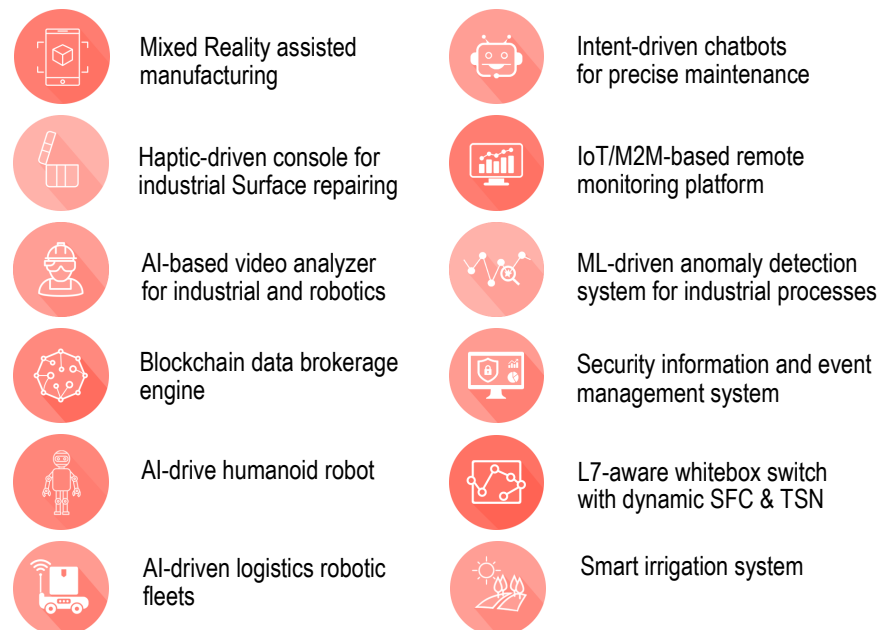 Mixed Reality assisted
manufacturing
Haptic-driven console for
industrial Surface repairing
AI-based video analyzer
for industrial and robotics
Blockchain data brokerage
engine
AI-drive humanoid robot
AI-driven logistics robotic
fleets
Intent-driven chatbots
for precise maintenance
IoT/M2M-based remote
monitoring platform
ML-driven anomaly detection
system for industrial processes
Security information and event
management system
L7-aware whitebox switch
with dynamic SFC & TSN
Smart irrigation system